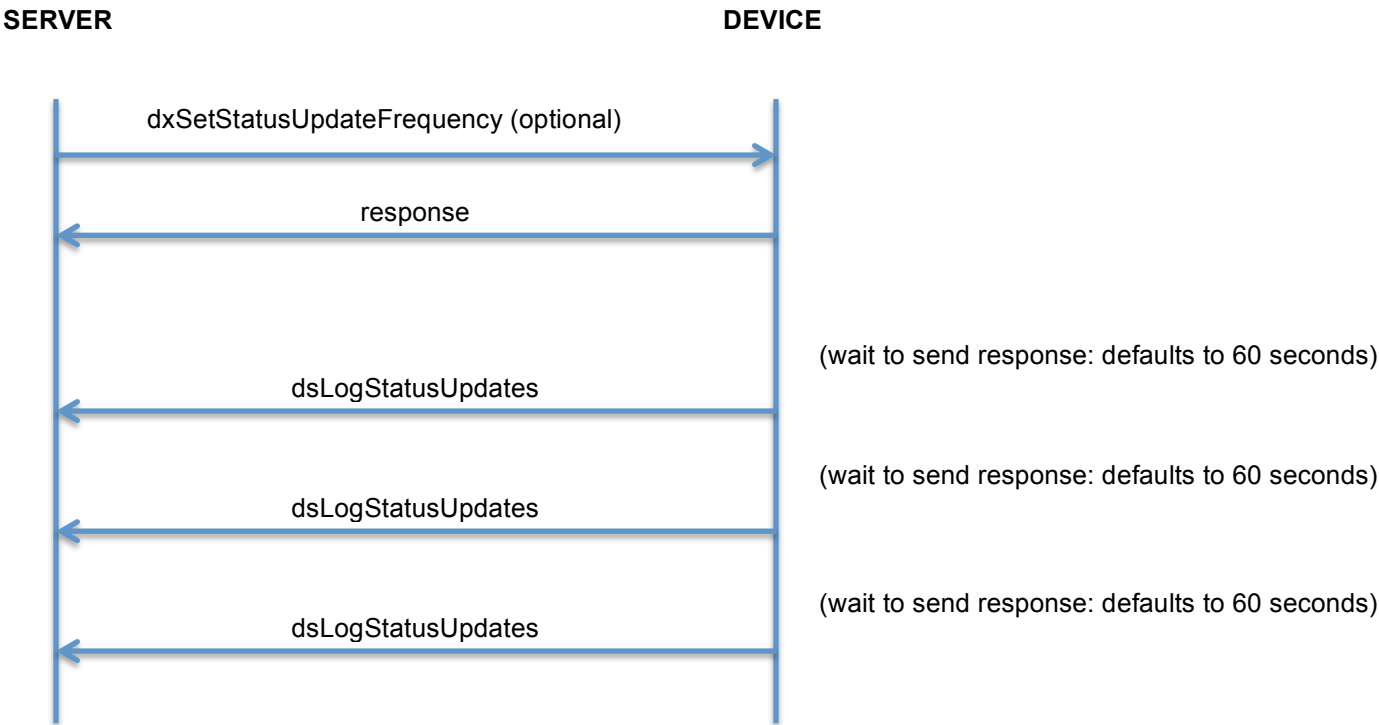 SERVER
DEVICE
dxSetStatusUpdateFrequency (optional)
response
(wait to send response: defaults to 60 seconds)
dsLogStatusUpdates
(wait to send response: defaults to 60 seconds)
dsLogStatusUpdates
(wait to send response: defaults to 60 seconds)
dsLogStatusUpdates